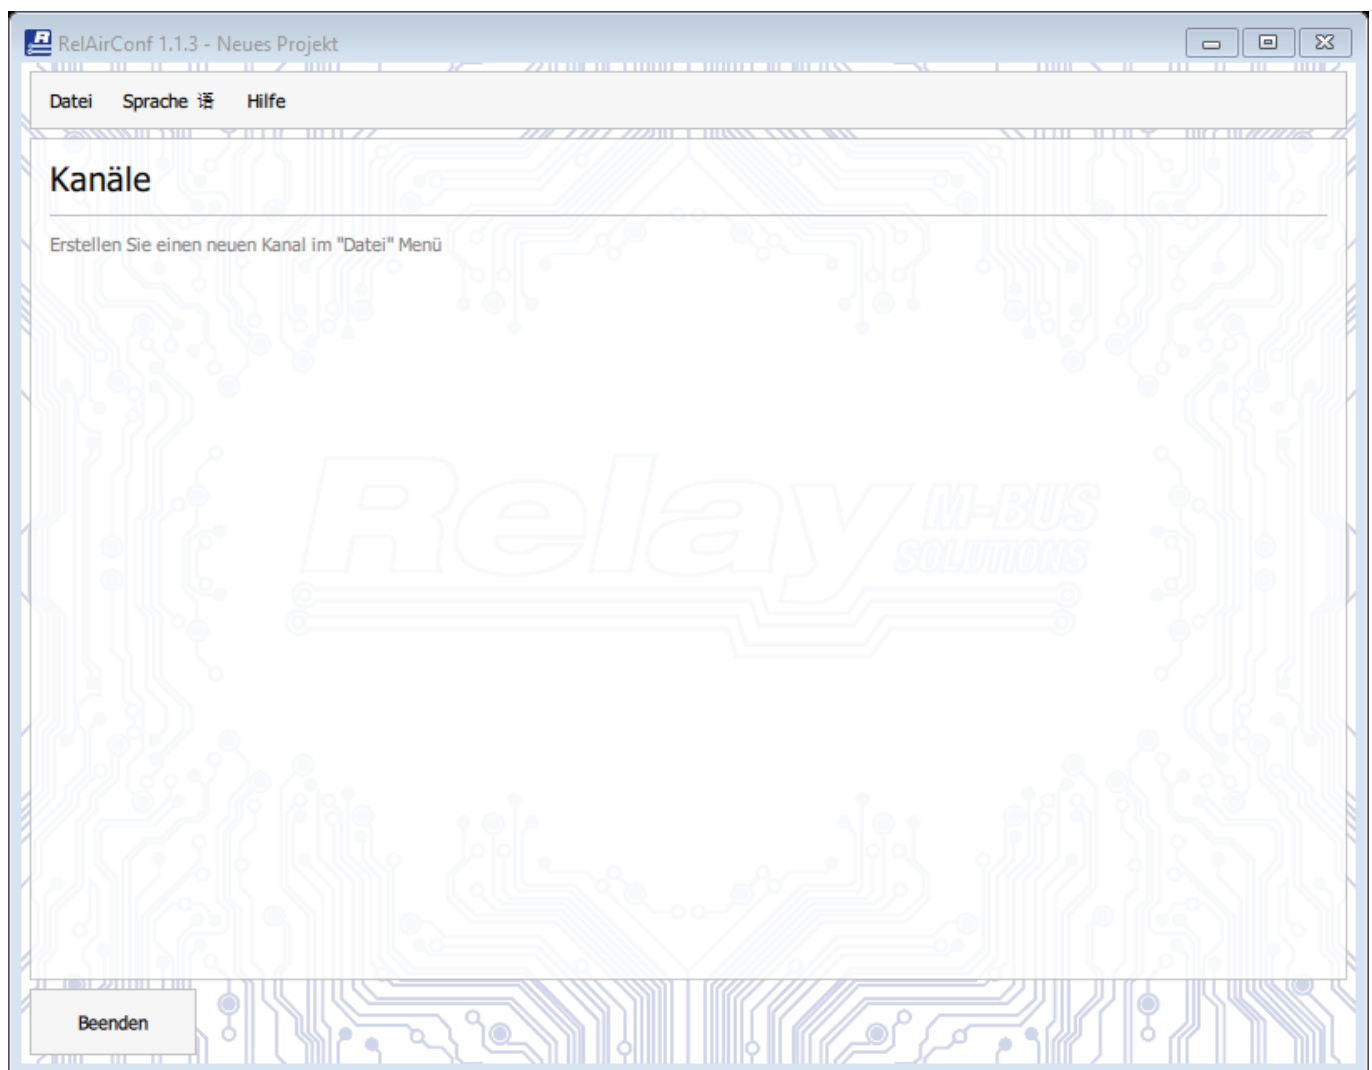 RelAirConf 1.1.3 - Neues Projekt
Datei Sprache 语 Hilfe
Kanäle
Erstellen Sie einen neuen Kanal im "Datei" Menü
Relay M-BUS
SOLUTIONS
Beenden